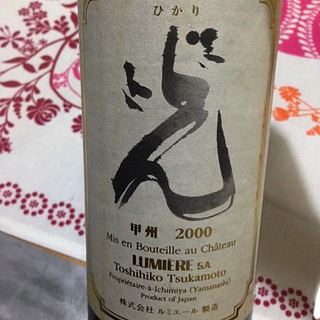 ひかり
光
甲州 2000
Mis en Bouteille au Château
LUMIÈRE S.A.
Toshihiko Tsukamoto
Propriétaire-à-Ichimiya (Yamanashi)
Product of Japan
株式会社 ルミエール 製造